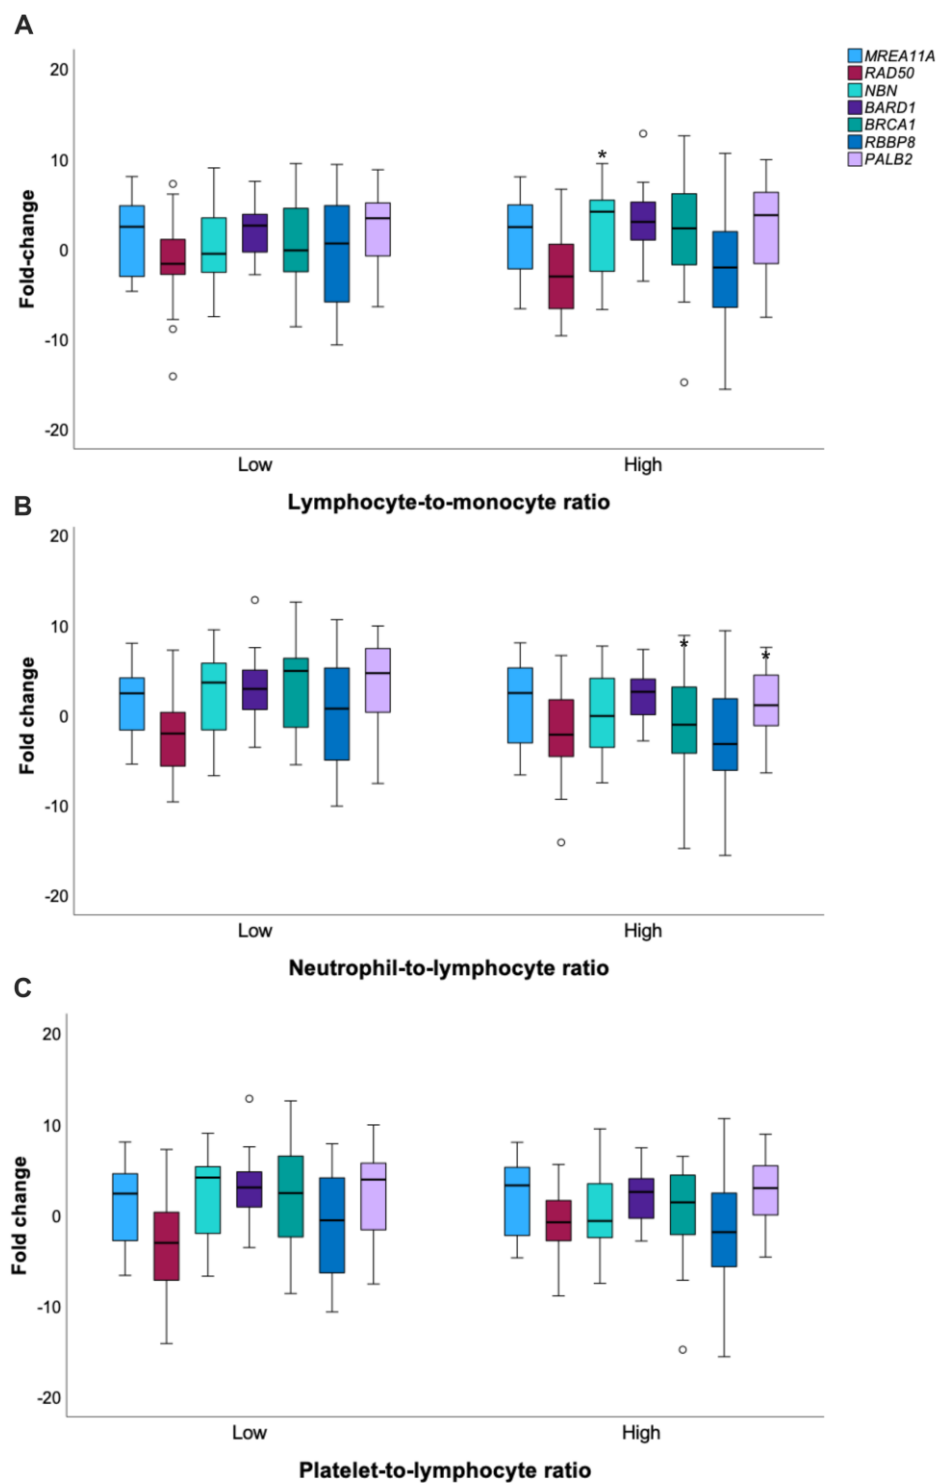 A
20
10
0
-10
-20
Fold-change
*
Low
High
Lymphocyte-to-monocyte ratio
MREA11A
RAD50
NBN
BARD1
BRCA1
RBBP8
PALB2
B
20
10
0
-10
-20
Fold change
*
*
Low
High
Neutrophil-to-lymphocyte ratio
C
20
10
0
-10
-20
Fold change
Low
High
Platelet-to-lymphocyte ratio